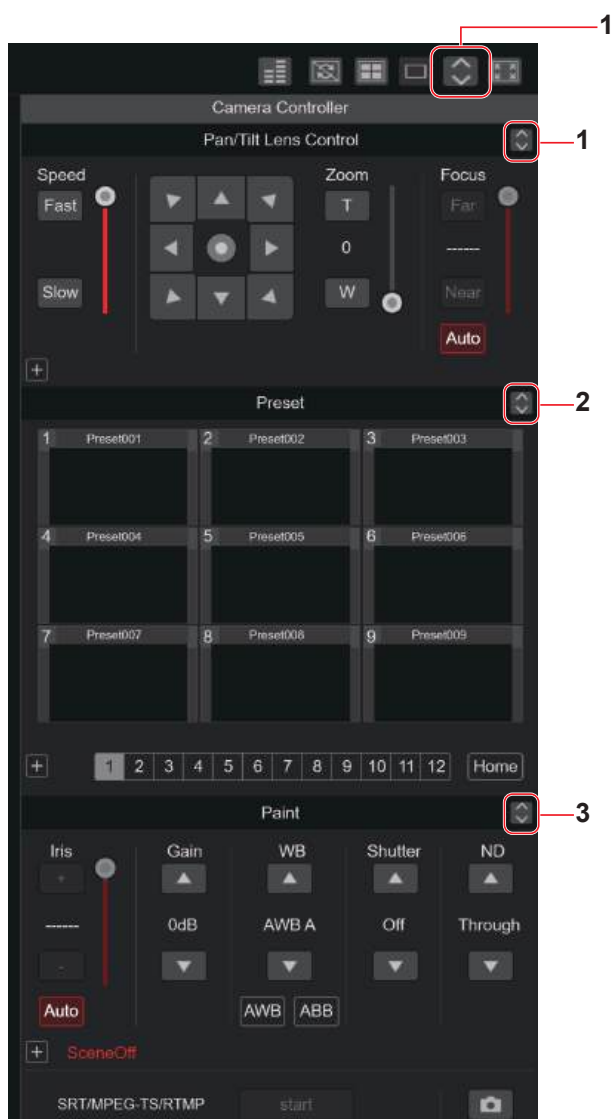 1
Camera Controller
Pan/Tilt Lens Control
1
Speed
Zoom
Focus
Fast
T
Far
0
------
Slow
W
Near
Auto
+
Preset
2
1 Preset001
2 Preset002
3 Preset003
4 Preset004
5 Preset005
6 Preset006
7 Preset007
8 Preset008
9 Preset009
+
1 2 3 4 5 6 7 8 9 10 11 12
Home
Paint
3
Iris
Gain
WB
Shutter
ND
+
------
0dB
AWB A
Off
Through
-
Auto
AWB
ABB
+
SceneOff
SRT/MPEG-TS/RTMP
start